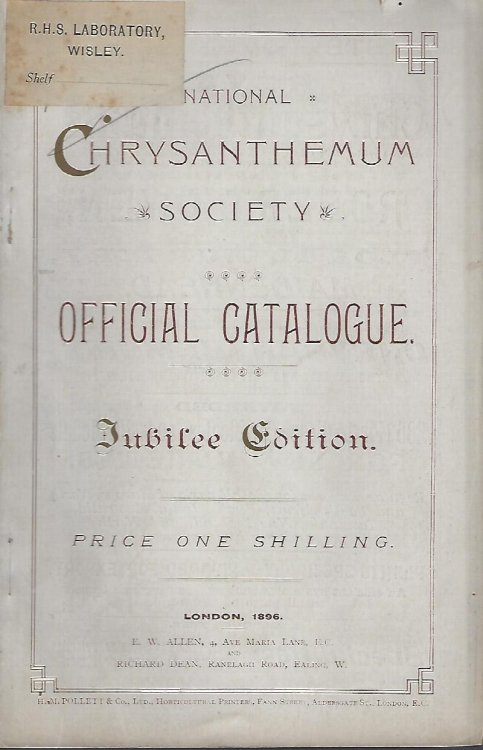 R.H.S. LABORATORY,
WISLEY.
Shelf
NATIONAL
CHRYSANTHEMUM
SOCIETY
OFFICIAL CATALOGUE.
Jubilee Edition.
PRICE ONE SHILLING.
LONDON, 1896.
E. W. ALLEN, 4, AVE MARIA LANE, E.C.
AND
RICHARD DEAN, RANELAGH ROAD, EALING, W.
H. M. POLLETT & CO., LTD., HORTICULTURAL PRINTERS, FANN STREET, ALDERSGATE ST., LONDON, E.C.